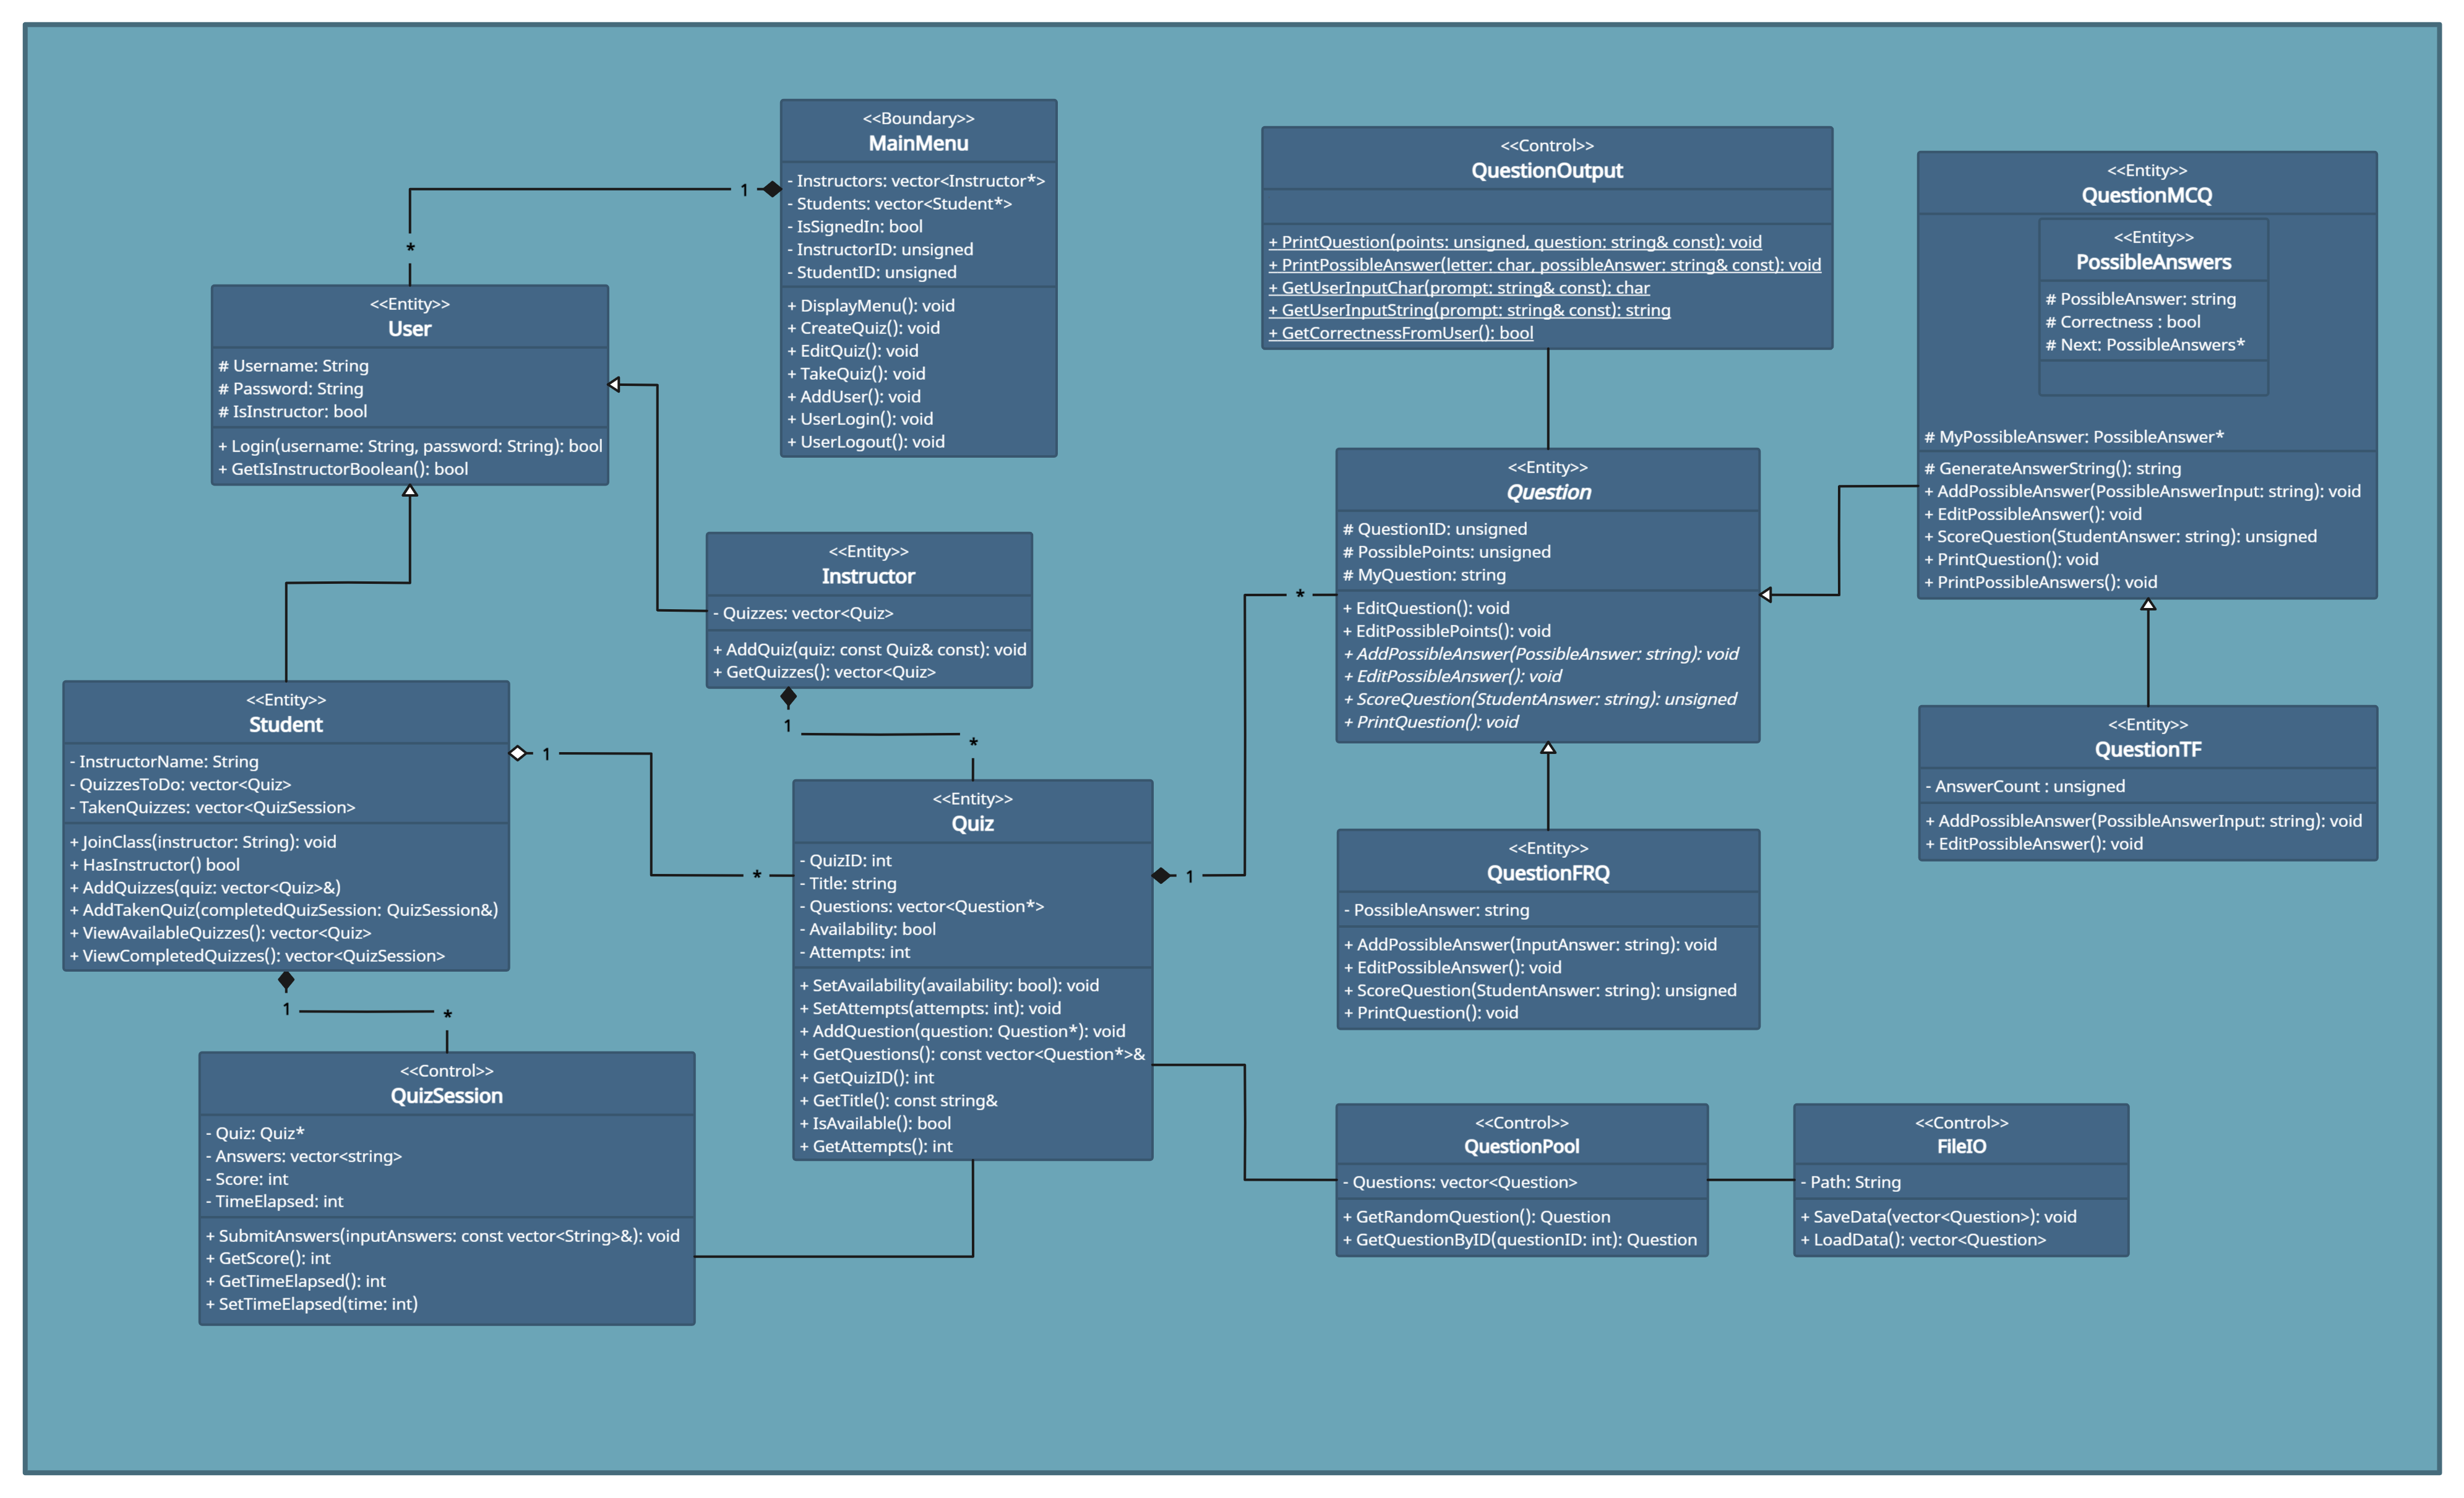 <<Boundary>>
MainMenu
- Instructors: vector<Instructor*>
- Students: vector<Student*>
- IsSignedIn: bool
- InstructorID: unsigned
- StudentID: unsigned
+ DisplayMenu(): void
+ CreateQuiz(): void
+ EditQuiz(): void
+ TakeQuiz(): void
+ AddUser(): void
+ UserLogin(): void
+ UserLogout(): void
1
*
<<Entity>>
User
# Username: String
# Password: String
# IsInstructor: bool
+ Login(username: String, password: String): bool
+ GetIsInstructorBoolean(): bool
<<Entity>>
Instructor
- Quizzes: vector<Quiz>
+ AddQuiz(quiz: const Quiz& const): void
+ GetQuizzes(): vector<Quiz>
1
*
<<Entity>>
Student
- InstructorName: String
- QuizzesToDo: vector<Quiz>
- TakenQuizzes: vector<QuizSession>
+ JoinClass(instructor: String): void
+ HasInstructor() bool
+ AddQuizzes(quiz: vector<Quiz>&)
+ AddTakenQuiz(completedQuizSession: QuizSession&)
+ ViewAvailableQuizzes(): vector<Quiz>
+ ViewCompletedQuizzes(): vector<QuizSession>
1
*
1
*
<<Control>>
QuizSession
- Quiz: Quiz*
- Answers: vector<string>
- Score: int
- TimeElapsed: int
+ SubmitAnswers(inputAnswers: const vector<String>&): void
+ GetScore(): int
+ GetTimeElapsed(): int
+ SetTimeElapsed(time: int)
<<Entity>>
Quiz
- QuizID: int
- Title: string
- Questions: vector<Question*>
- Availability: bool
- Attempts: int
+ SetAvailability(availability: bool): void
+ SetAttempts(attempts: int): void
+ AddQuestion(question: Question*): void
+ GetQuestions(): const vector<Question*>&
+ GetQuizID(): int
+ GetTitle(): const string&
+ IsAvailable(): bool
+ GetAttempts(): int
1
*
<<Control>>
QuestionOutput
+ PrintQuestion(points: unsigned, question: string& const): void
+ PrintPossibleAnswer(letter: char, possibleAnswer: string& const): void
+ GetUserInputChar(prompt: string& const): char
+ GetUserInputString(prompt: string& const): string
+ GetCorrectnessFromUser(): bool
<<Entity>>
Question
# QuestionID: unsigned
# PossiblePoints: unsigned
# MyQuestion: string
+ EditQuestion(): void
+ EditPossiblePoints(): void
+ AddPossibleAnswer(PossibleAnswer: string): void
+ EditPossibleAnswer(): void
+ ScoreQuestion(StudentAnswer: string): unsigned
+ PrintQuestion(): void
<<Entity>>
QuestionFRQ
- PossibleAnswer: string
+ AddPossibleAnswer(InputAnswer: string): void
+ EditPossibleAnswer(): void
+ ScoreQuestion(StudentAnswer: string): unsigned
+ PrintQuestion(): void
<<Entity>>
QuestionMCQ
<<Entity>>
PossibleAnswers
# PossibleAnswer: string
# Correctness : bool
# Next: PossibleAnswers*
# MyPossibleAnswer: PossibleAnswer*
# GenerateAnswerString(): string
+ AddPossibleAnswer(PossibleAnswerInput: string): void
+ EditPossibleAnswer(): void
+ ScoreQuestion(StudentAnswer: string): unsigned
+ PrintQuestion(): void
+ PrintPossibleAnswers(): void
<<Entity>>
QuestionTF
- AnswerCount : unsigned
+ AddPossibleAnswer(PossibleAnswerInput: string): void
+ EditPossibleAnswer(): void
<<Control>>
QuestionPool
- Questions: vector<Question>
+ GetRandomQuestion(): Question
+ GetQuestionByID(questionID: int): Question
<<Control>>
FileIO
- Path: String
+ SaveData(vector<Question>): void
+ LoadData(): vector<Question>